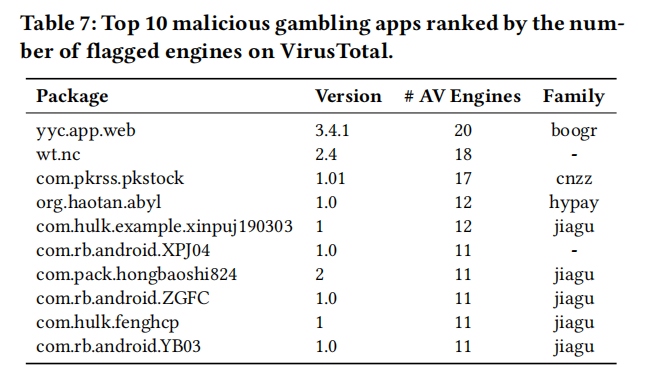 Table 7: Top 10 malicious gambling apps ranked by the num-
ber of flagged engines on VirusTotal.
Package Version # AV Engines Family
yyc.app.web 3.4.1 20 boogr
wt.nc 2.4 18 -
com.pkrss.pkstock 1.01 17 cnzz
org.haotan.abyl 1.0 12 hypay
com.hulk.example.xinpuj190303 1 12 jiagu
com.rb.android.XPJ04 1.0 11 -
com.pack.hongbaoshi824 2 11 jiagu
com.rb.android.ZGFC 1.0 11 jiagu
com.hulk.fenghcp 1 11 jiagu
com.rb.android.YB03 1.0 11 jiagu